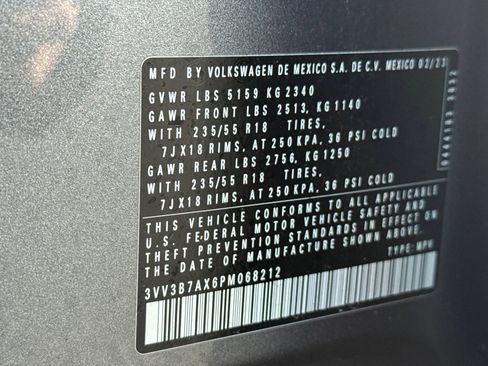 MFD BY VOLKSWAGEN DE MEXICO S.A. DE C.V. MEXICO 02/23
GVWR LBS 5159 KG 2340
GAWR FRONT LBS 2513, KG 1140
WITH 235/55 R18 TIRES,
7JX18 RIMS, AT 250 KPA, 36 PSI COLD
GAWR REAR LBS 2756, KG 1250
WITH 235/55 R18 TIRES,
7JX18 RIMS, AT 250 KPA, 36 PSI COLD
THIS VEHICLE CONFORMS TO ALL APPLICABLE
U.S. FEDERAL MOTOR VEHICLE SAFETY AND
THEFT PREVENTION STANDARDS IN EFFECT ON
THE DATE OF MANUFACTURE SHOWN ABOVE.
3VV3B7AX6PM068212
TYPE: MPV